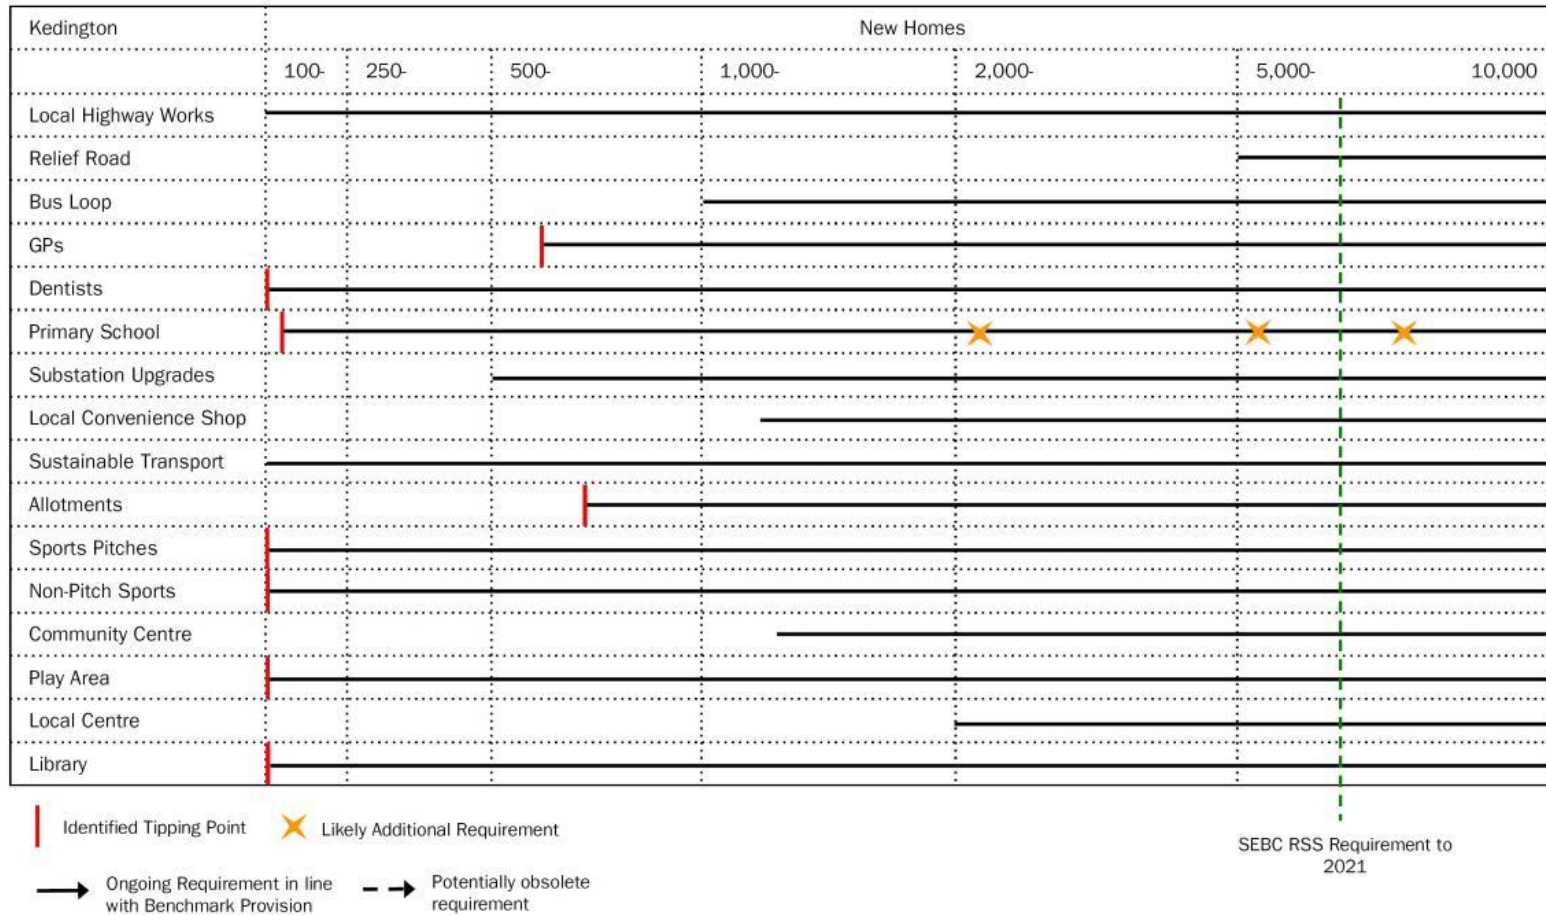 Kedington
New Homes
100-
250-
500-
1,000-
2,000-
5,000-
10,000
Local Highway Works
Relief Road
Bus Loop
GPs
Dentists
Primary School
Substation Upgrades
Local Convenience Shop
Sustainable Transport
Allotments
Sports Pitches
Non-Pitch Sports
Community Centre
Play Area
Local Centre
Library
Identified Tipping Point
Likely Additional Requirement
Ongoing Requirement in line
with Benchmark Provision
Potentially obsolete
requirement
SEBC RSS Requirement to
2021